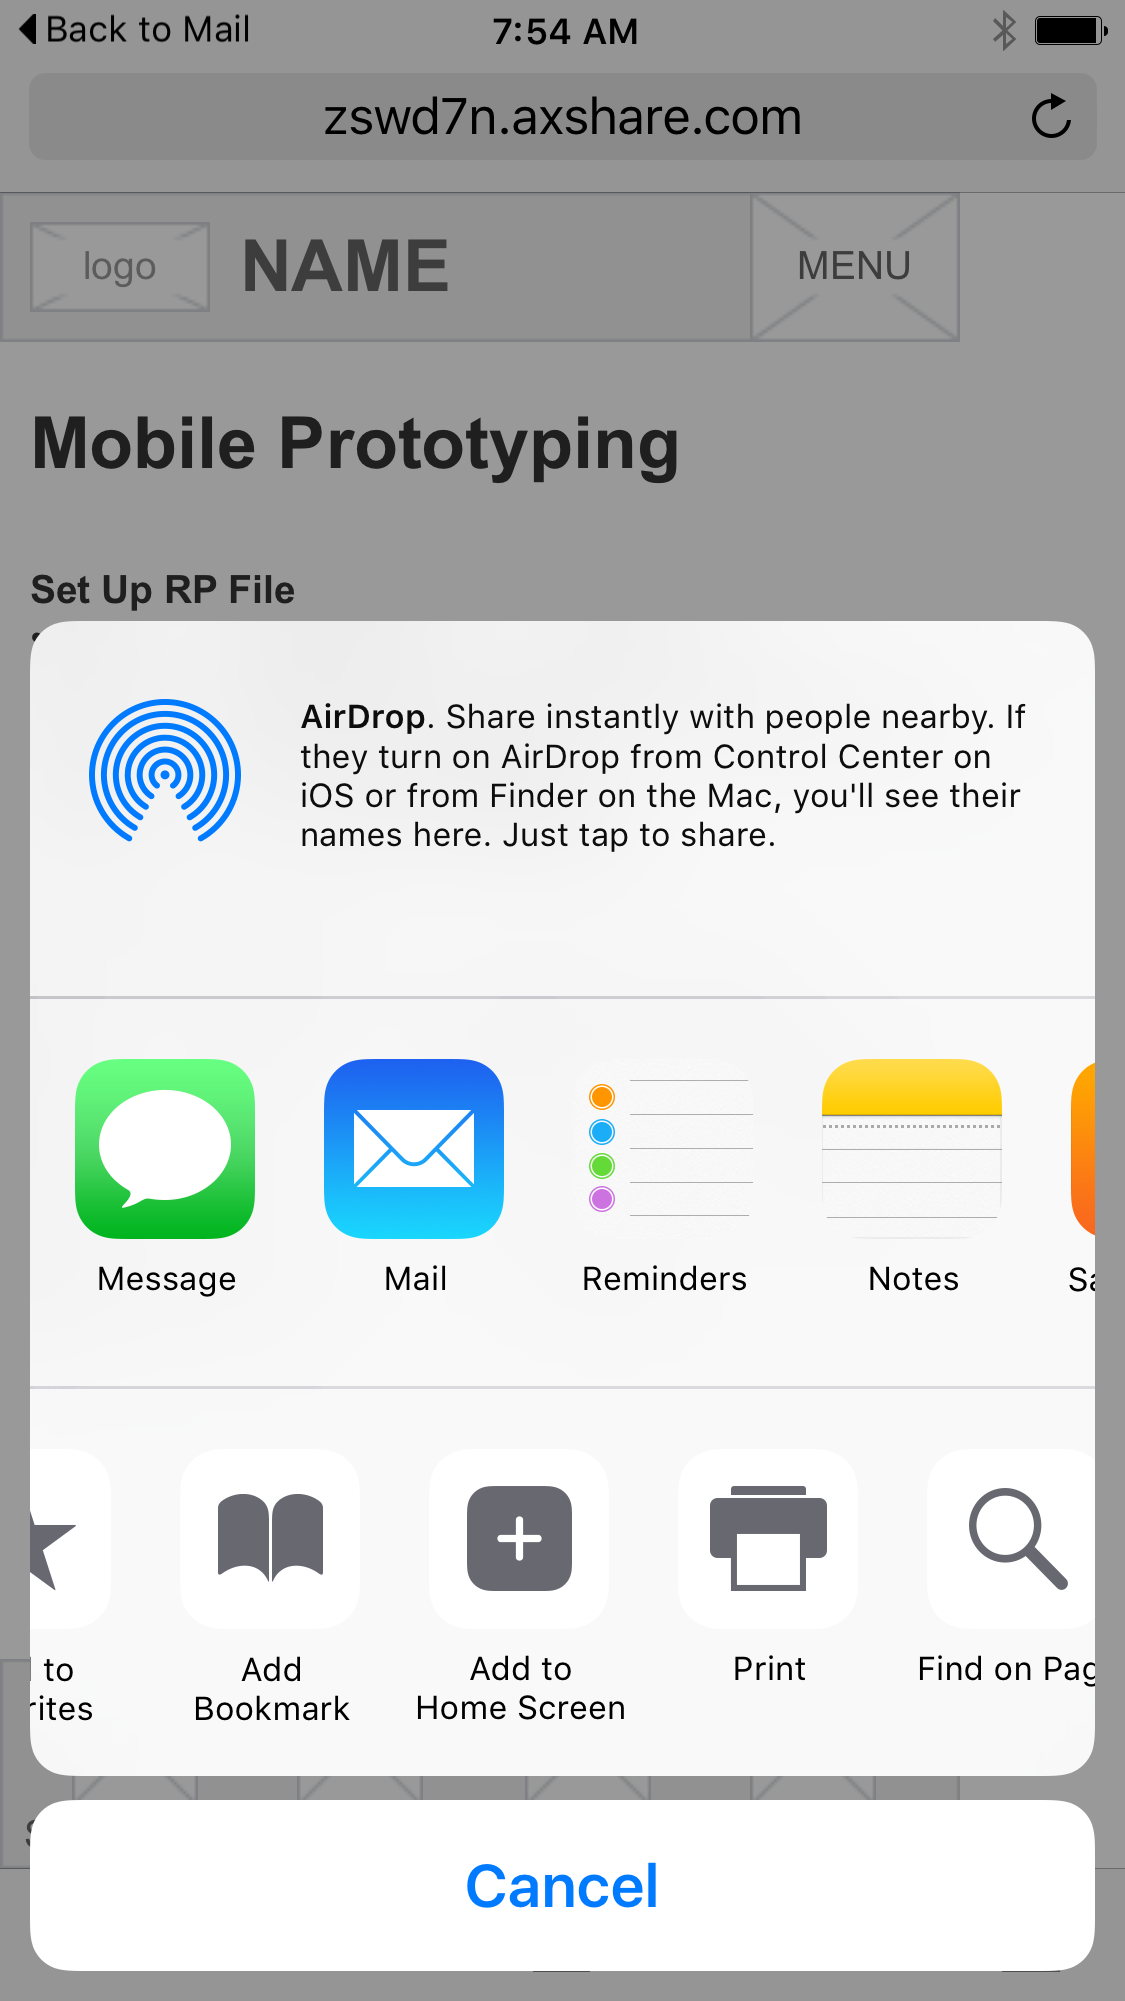 Back to Mail
7:54 AM
zswd7n.axshare.com
logo
NAME
MENU
Mobile Prototyping
Set Up RP File
AirDrop. Share instantly with people nearby. If
they turn on AirDrop from Control Center on
iOS or from Finder on the Mac, you'll see their
names here. Just tap to share.
Message
Mail
Reminders
Notes
to
Add
Bookmark
Add to
Home Screen
Print
Find on Pag
Cancel